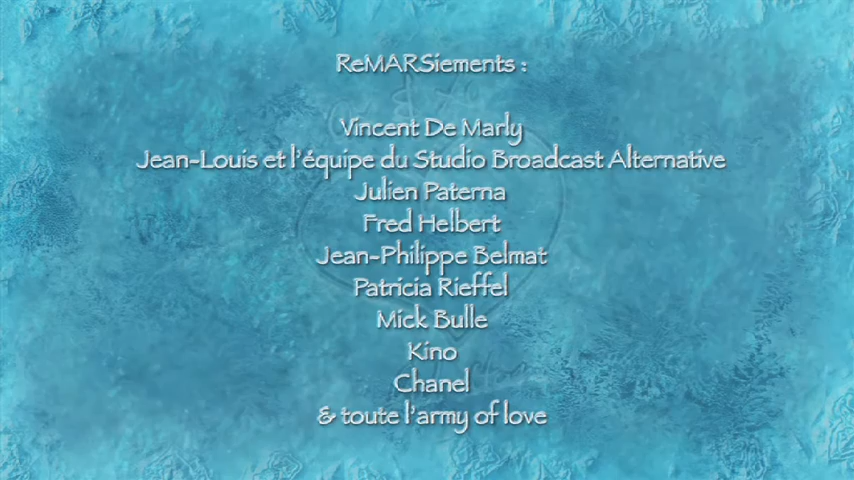 ReMARSiements :
Vincent De Marly
Jean-Louis et l'équipe du Studio Broadcast Alternative
Julien Paterna
Fred Helbert
Jean-Philippe Belmat
Patricia Rieffel
Mick Bulle
Kino
Chanel
& toute l'army of love